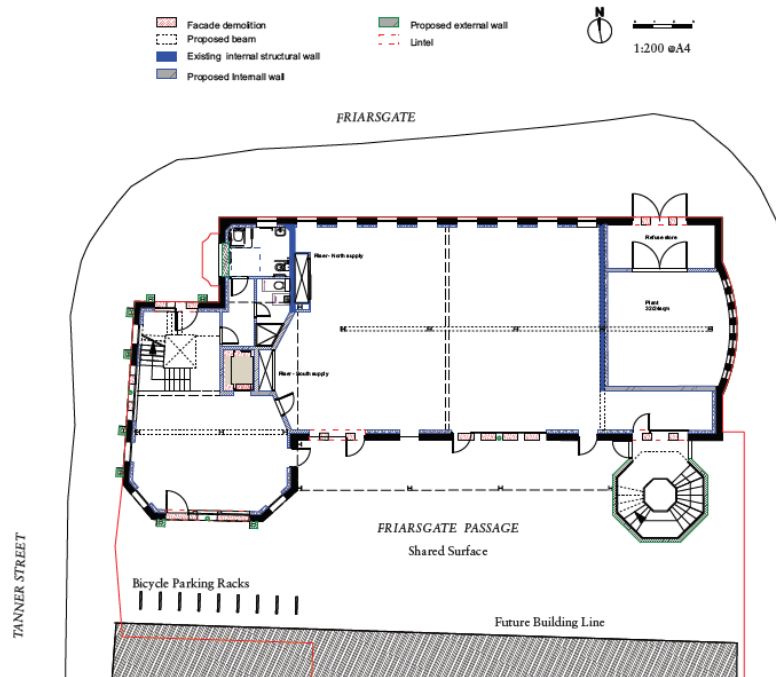 Facade demolition
Proposed beam
Existing internal structural wall
Proposed Internall wall
Proposed external wall
Lintel
N
1:200 @A4
FRIARSGATE
Refuse store
Riser - North supply
Plant
Riser - South supply
FRIARSGATE PASSAGE
Shared Surface
TANNER STREET
Bicycle Parking Racks
Future Building Line